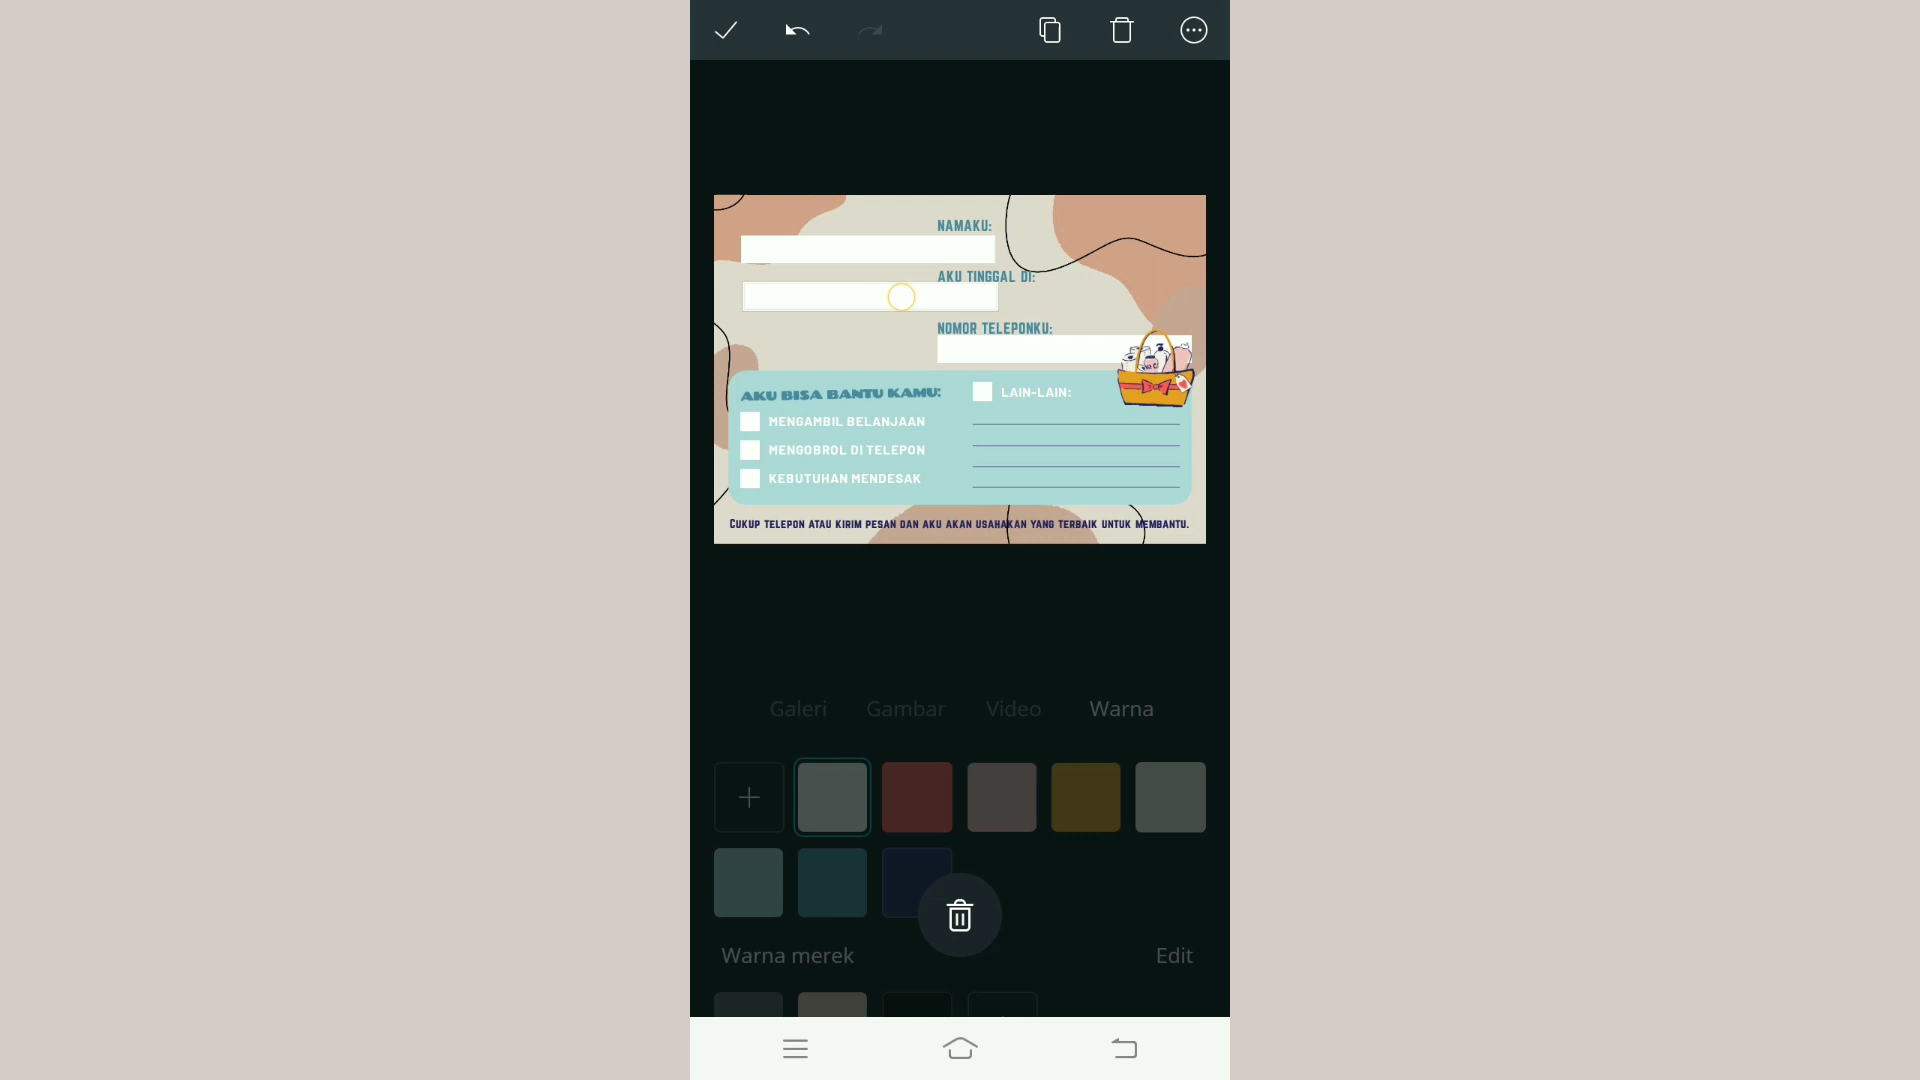 NAMAKU:
AKU TINGGAL DI:
NOMOR TELEPONKU:
AKU BISA BANTU KAMU:
LAIN-LAIN:
MENGAMBIL BELANJAAN
MENGOBROL DI TELEPON
KEBUTUHAN MENDESAK
CUKUP TELEPON ATAU KIRIM PESAN DAN AKU AKAN USAHAKAN YANG TERBAIK UNTUK MEMBANTU.
Galeri Gambar Video Warna
Warna merek Edit